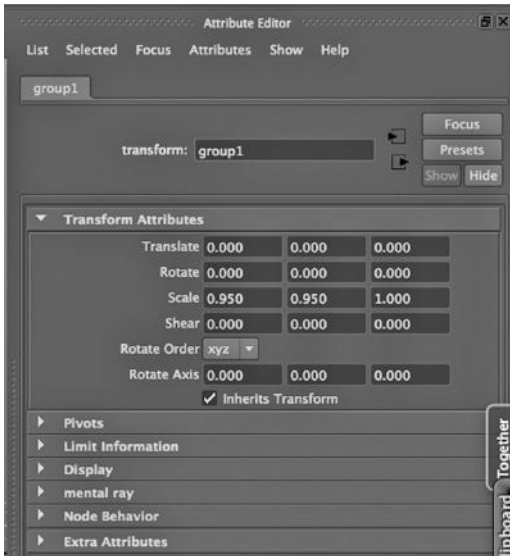 Attribute Editor
List Selected Focus Attributes Show Help
group1
Focus
transform: group1
Presets
Show Hide
Transform Attributes
Translate 0.000 0.000 0.000
Rotate 0.000 0.000 0.000
Scale 0.950 0.950 1.000
Shear 0.000 0.000 0.000
Rotate Order xyz
Rotate Axis 0.000 0.000 0.000
Inherits Transform
Pivots
Limit Information
Display
mental ray
Node Behavior
Extra Attributes
Together